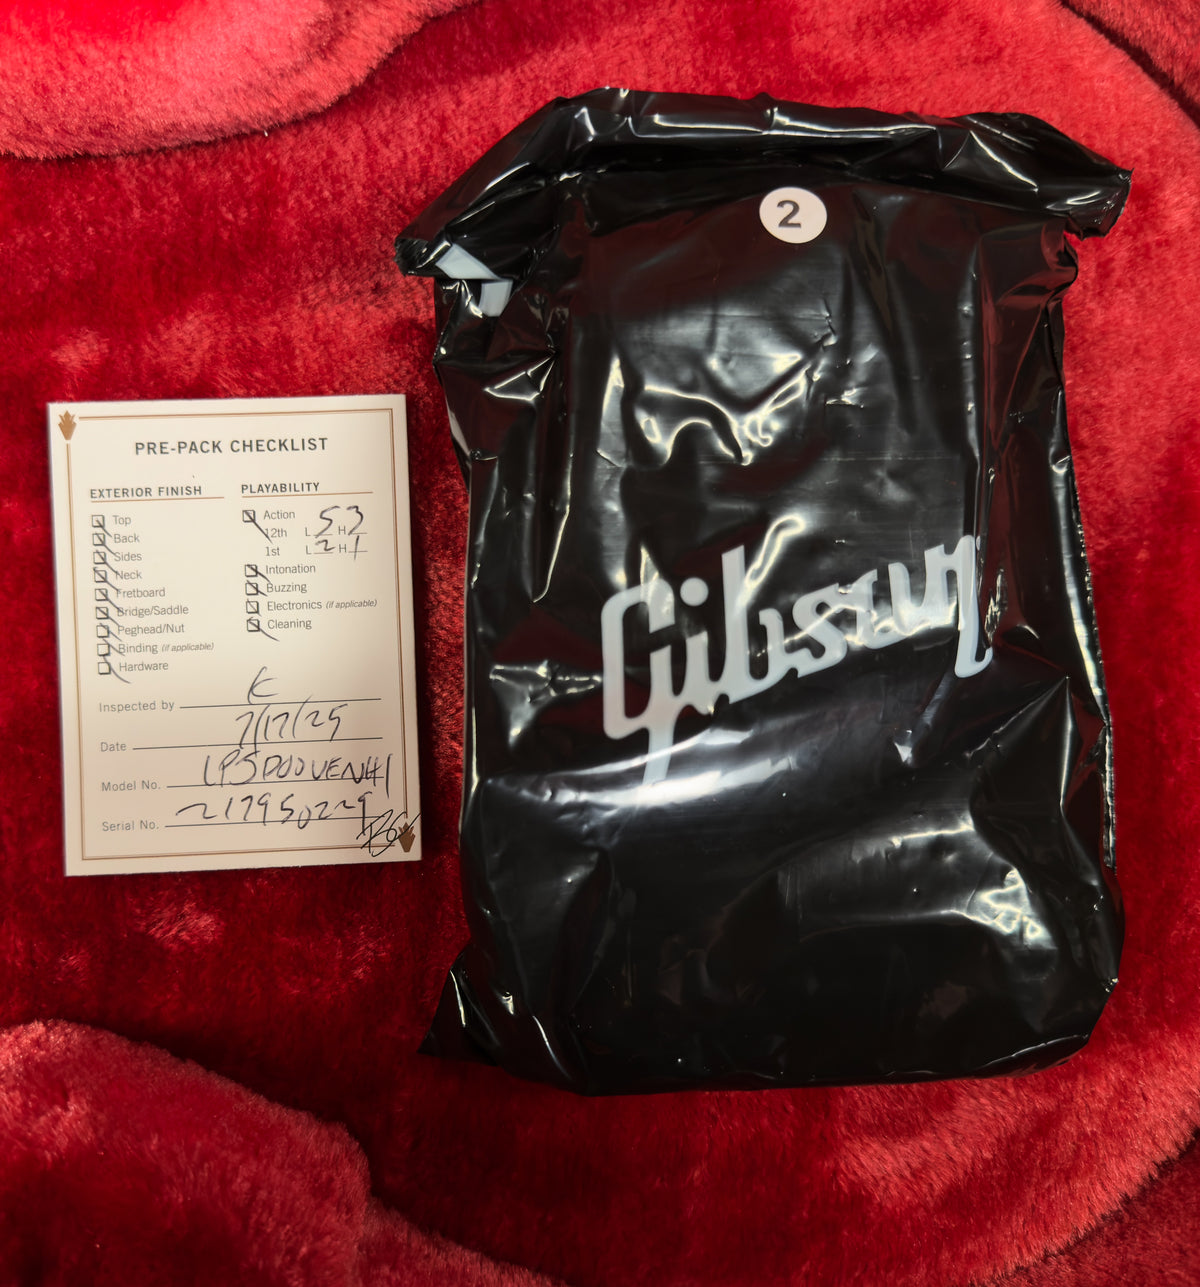 2
Gibson
PRE-PACK CHECKLIST
EXTERIOR FINISH
Top
Back
Sides
Neck
Fretboard
Bridge/Saddle
Peghead/Nut
Binding (if applicable)
Hardware
PLAYABILITY
Action
12th L 5 H 3
1st L 2 H 1
Intonation
Buzzing
Electronics (if applicable)
Cleaning
Inspected by
Date 7/17/25
Model No. LPSD00VENH1
Serial No. 217950229